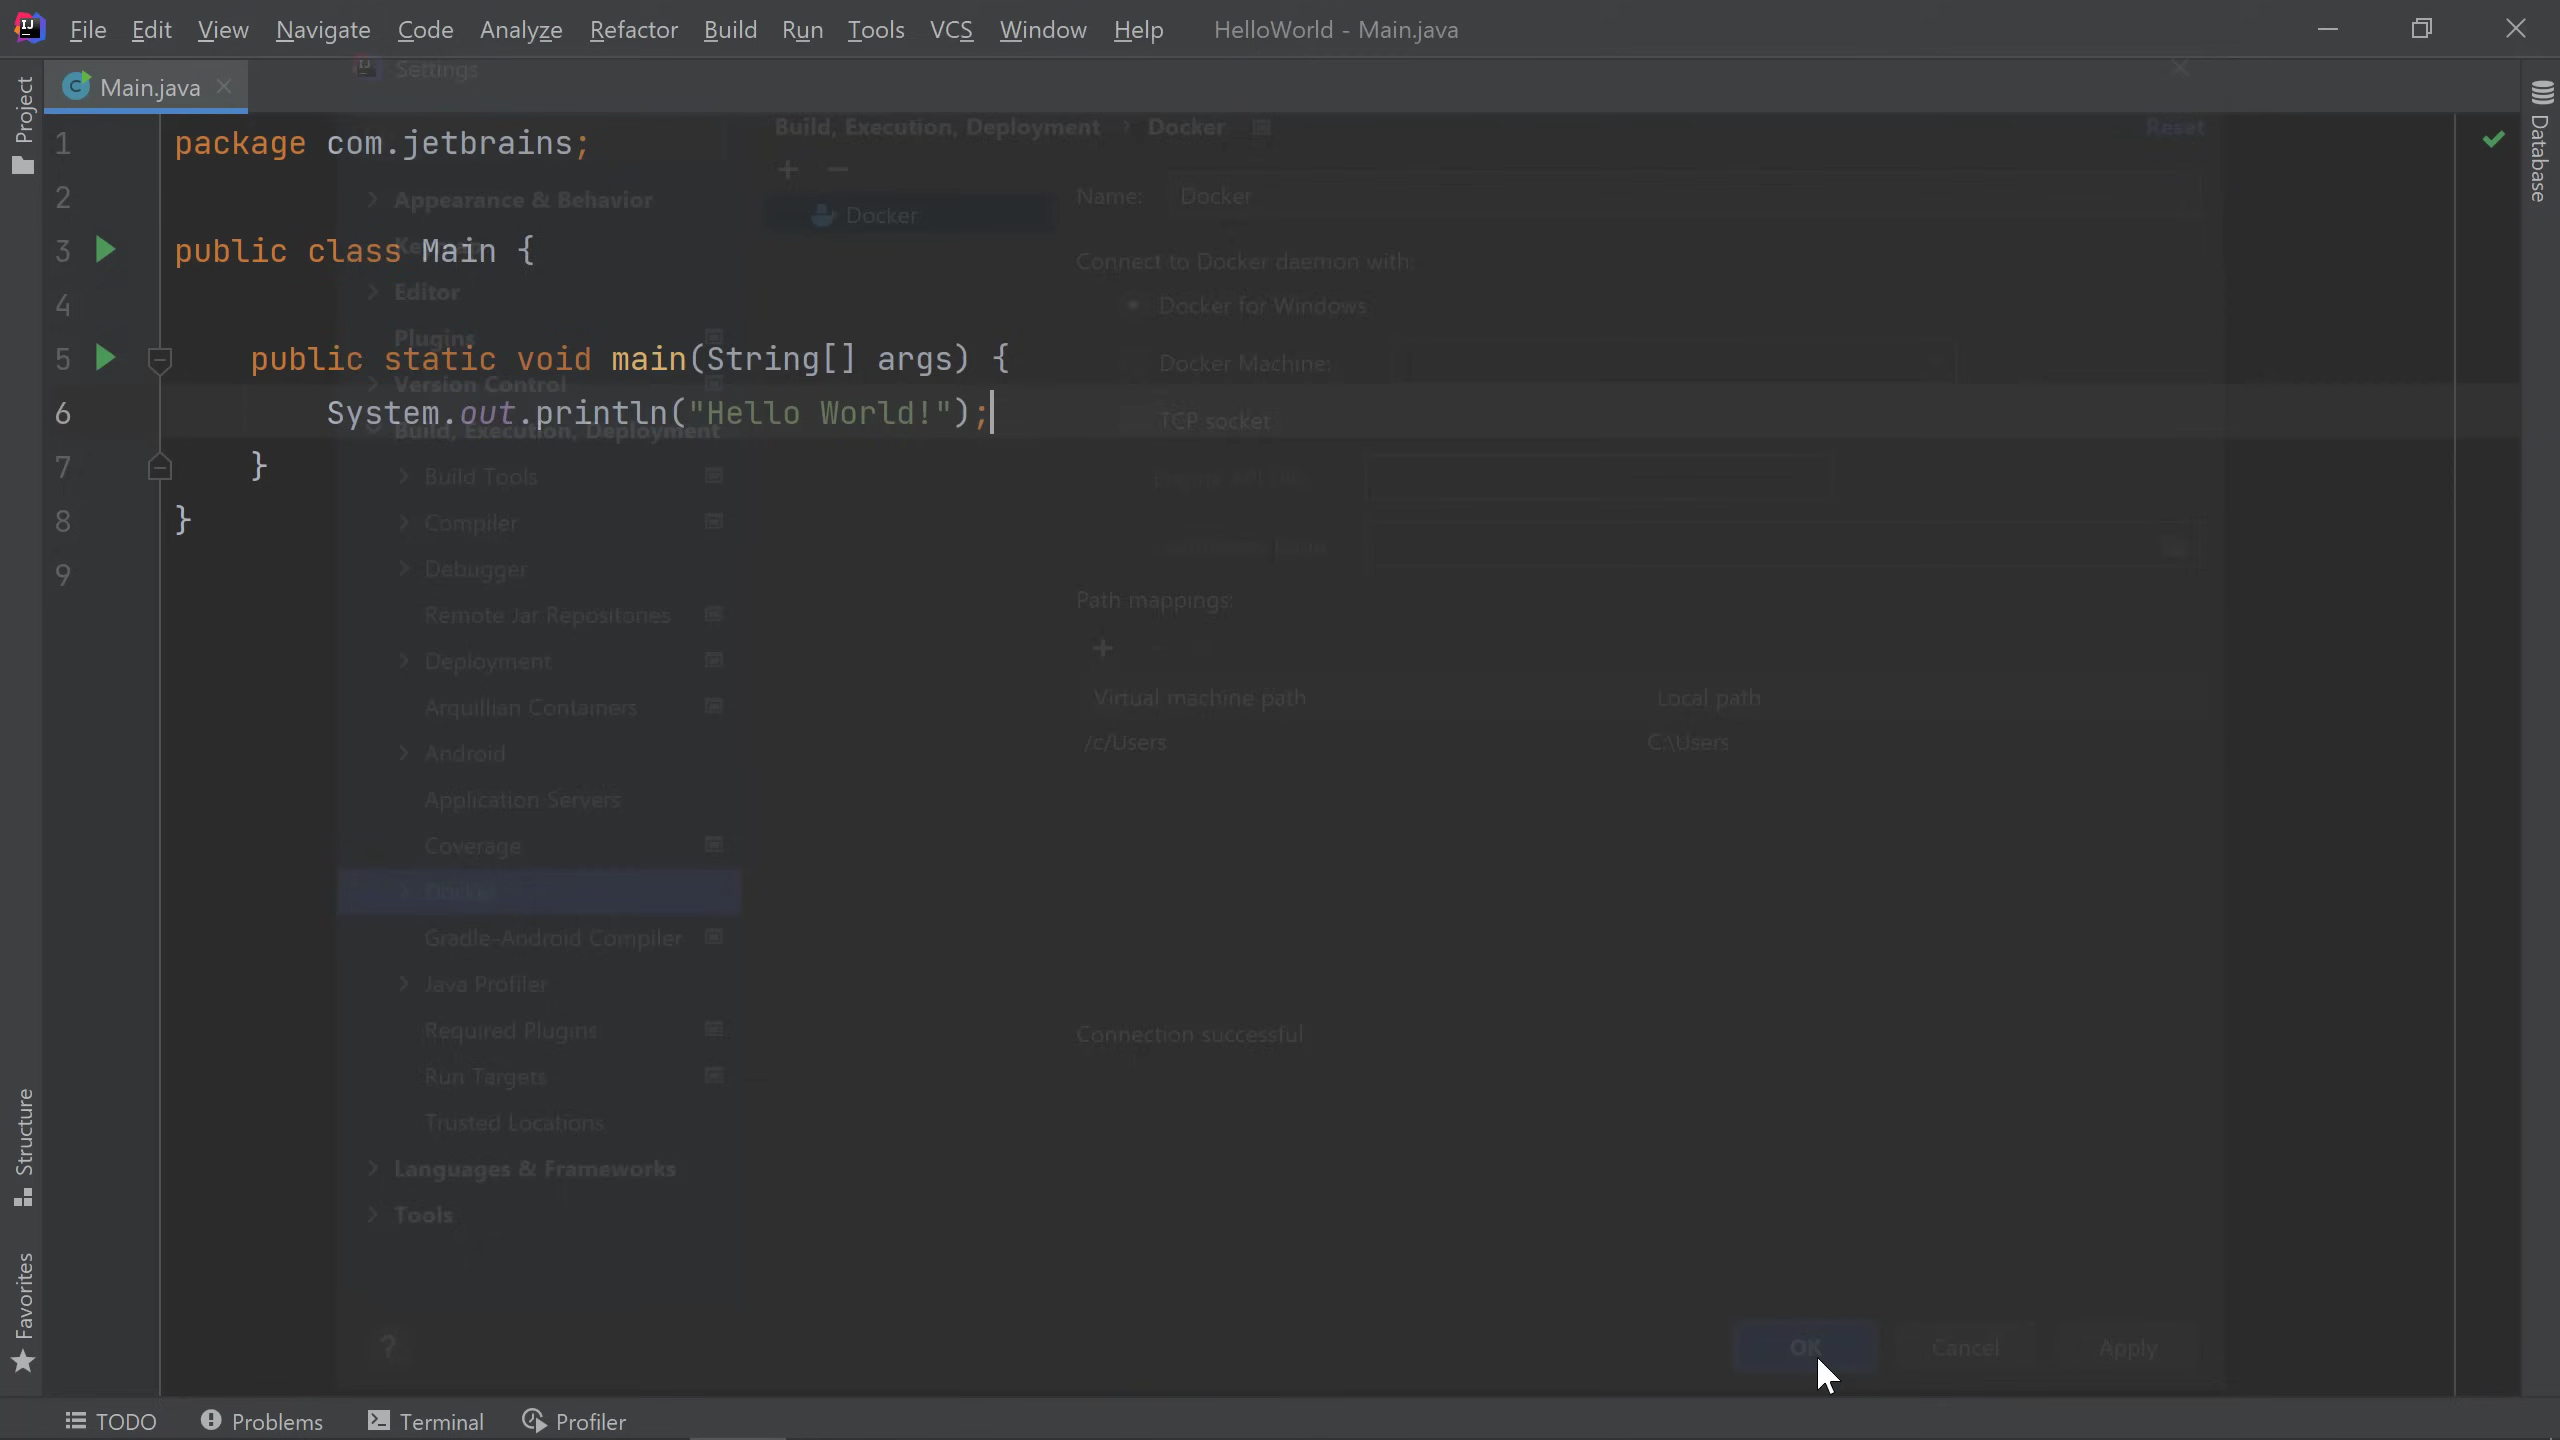 File Edit View Navigate Code Analyze Refactor Build Run Tools VCS Window Help HelloWorld - Main.java
Settings
Main.java
Project
Database
Structure
Favorites
1 package com.jetbrains;
2
3 public class Main {
4
5 public static void main(String[] args) {
6 System.out.println("Hello World!");
7 }
8 }
9
Appearance & Behavior
Editor
Plugins
Version Control
Build, Execution, Deployment
Build Tools
Compiler
Debugger
Remote Jar Repositories
Deployment
Arquillian Containers
Android
Application Servers
Coverage
Docker
Gradle-Android Compiler
Java Profiler
Required Plugins
Run Targets
Trusted Locations
Languages & Frameworks
Tools
?
Build, Execution, Deployment › Docker
Reset
Docker
Name: Docker
Connect to Docker daemon with:
Docker for Windows
Docker Machine:
TCP socket
Path mappings:
Virtual machine path Local path
/c/Users C:\Users
Connection successful
OK Cancel Apply
TODO Problems Terminal Profiler